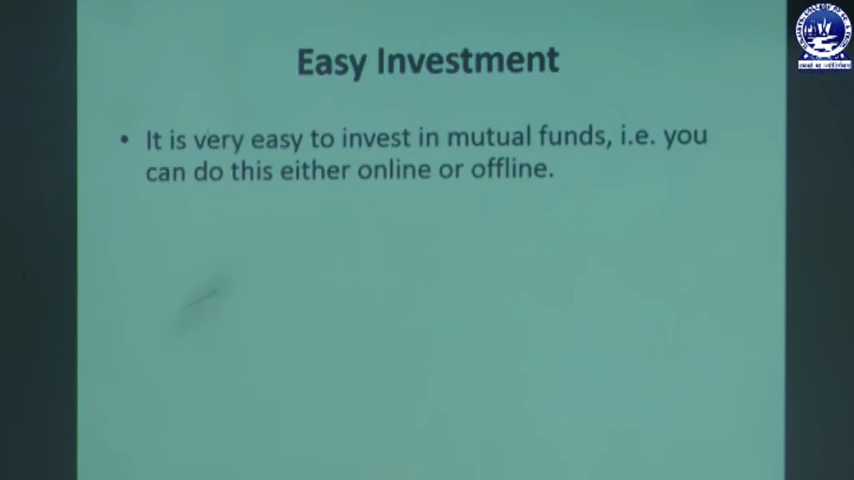 Easy Investment
• It is very easy to invest in mutual funds, i.e. you
can do this either online or offline.